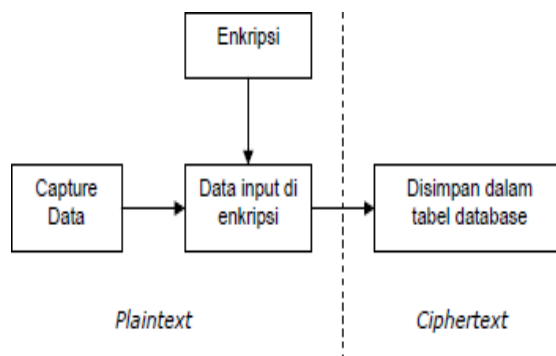 Enkripsi
Capture
Data
Data input di
enkripsi
Disimpan dalam
tabel database
Plaintext
Ciphertext